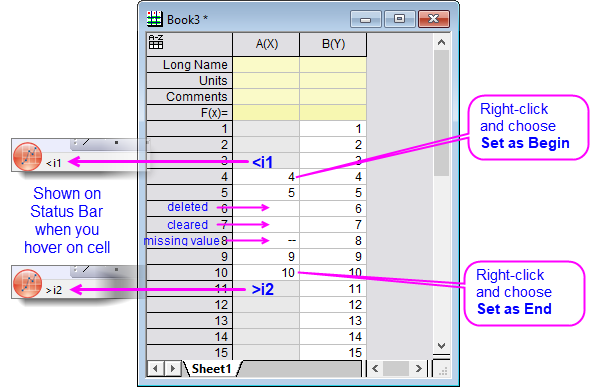 Book3 *
A-Z
A(X) B(Y)
Long Name
Units
Comments
F(x)=
1 1
2 2
3 <i1 3
4 4 4
5 5 5
6 deleted 6
7 cleared 7
8 missing value -- 8
9 9 9
10 10 10
11 >i2 11
12 12
13 13
14 14
15 15
Sheet1
<i1
Shown on
Status Bar
when you
hover on cell
>i2
Right-click
and choose
Set as Begin
Right-click
and choose
Set as End